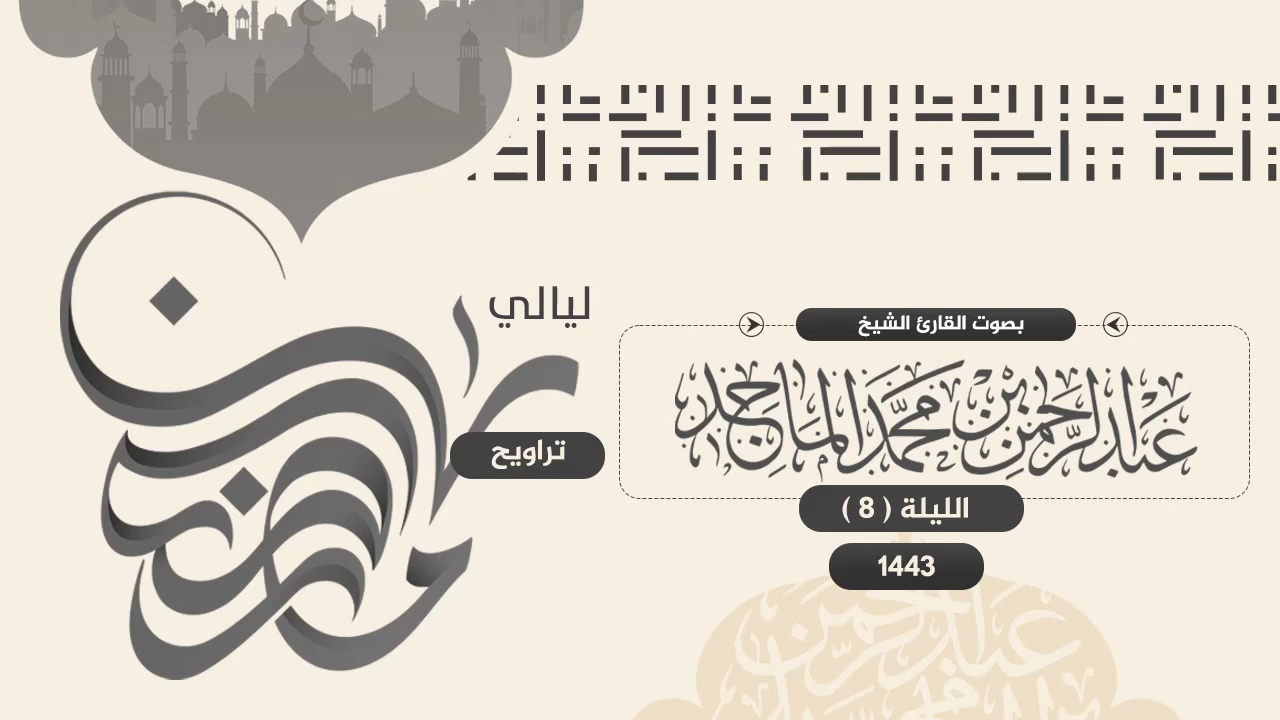 ليالي
رمضان
تراويح
بصوت القارئ الشيخ
عبدالرحمن بن محمد الماجد
الليلة ( 8 )
1443